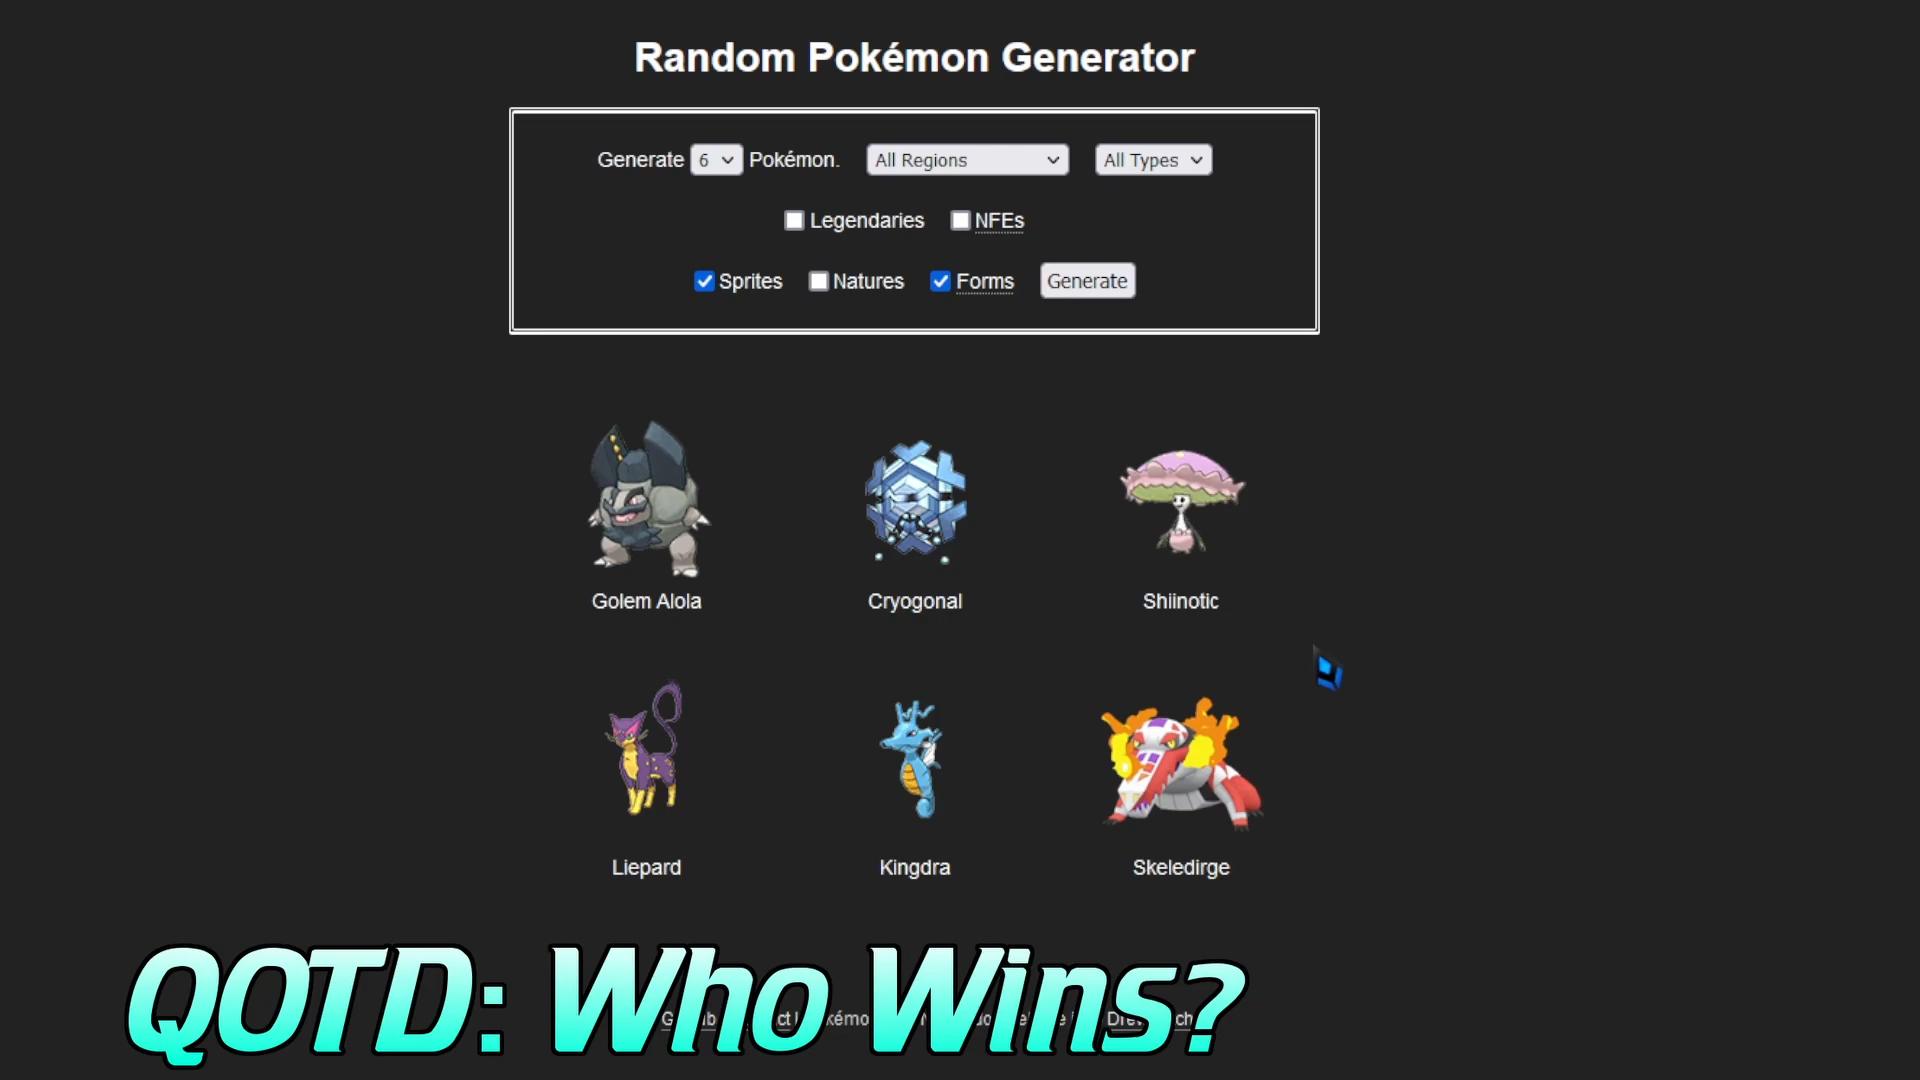 Random Pokémon Generator
Generate 6 Pokémon. All Regions All Types
Legendaries NFEs
Sprites Natures Forms Generate
Golem Alola Cryogonal Shiinotic
Liepard Kingdra Skeledirge
QOTD: Who Wins?